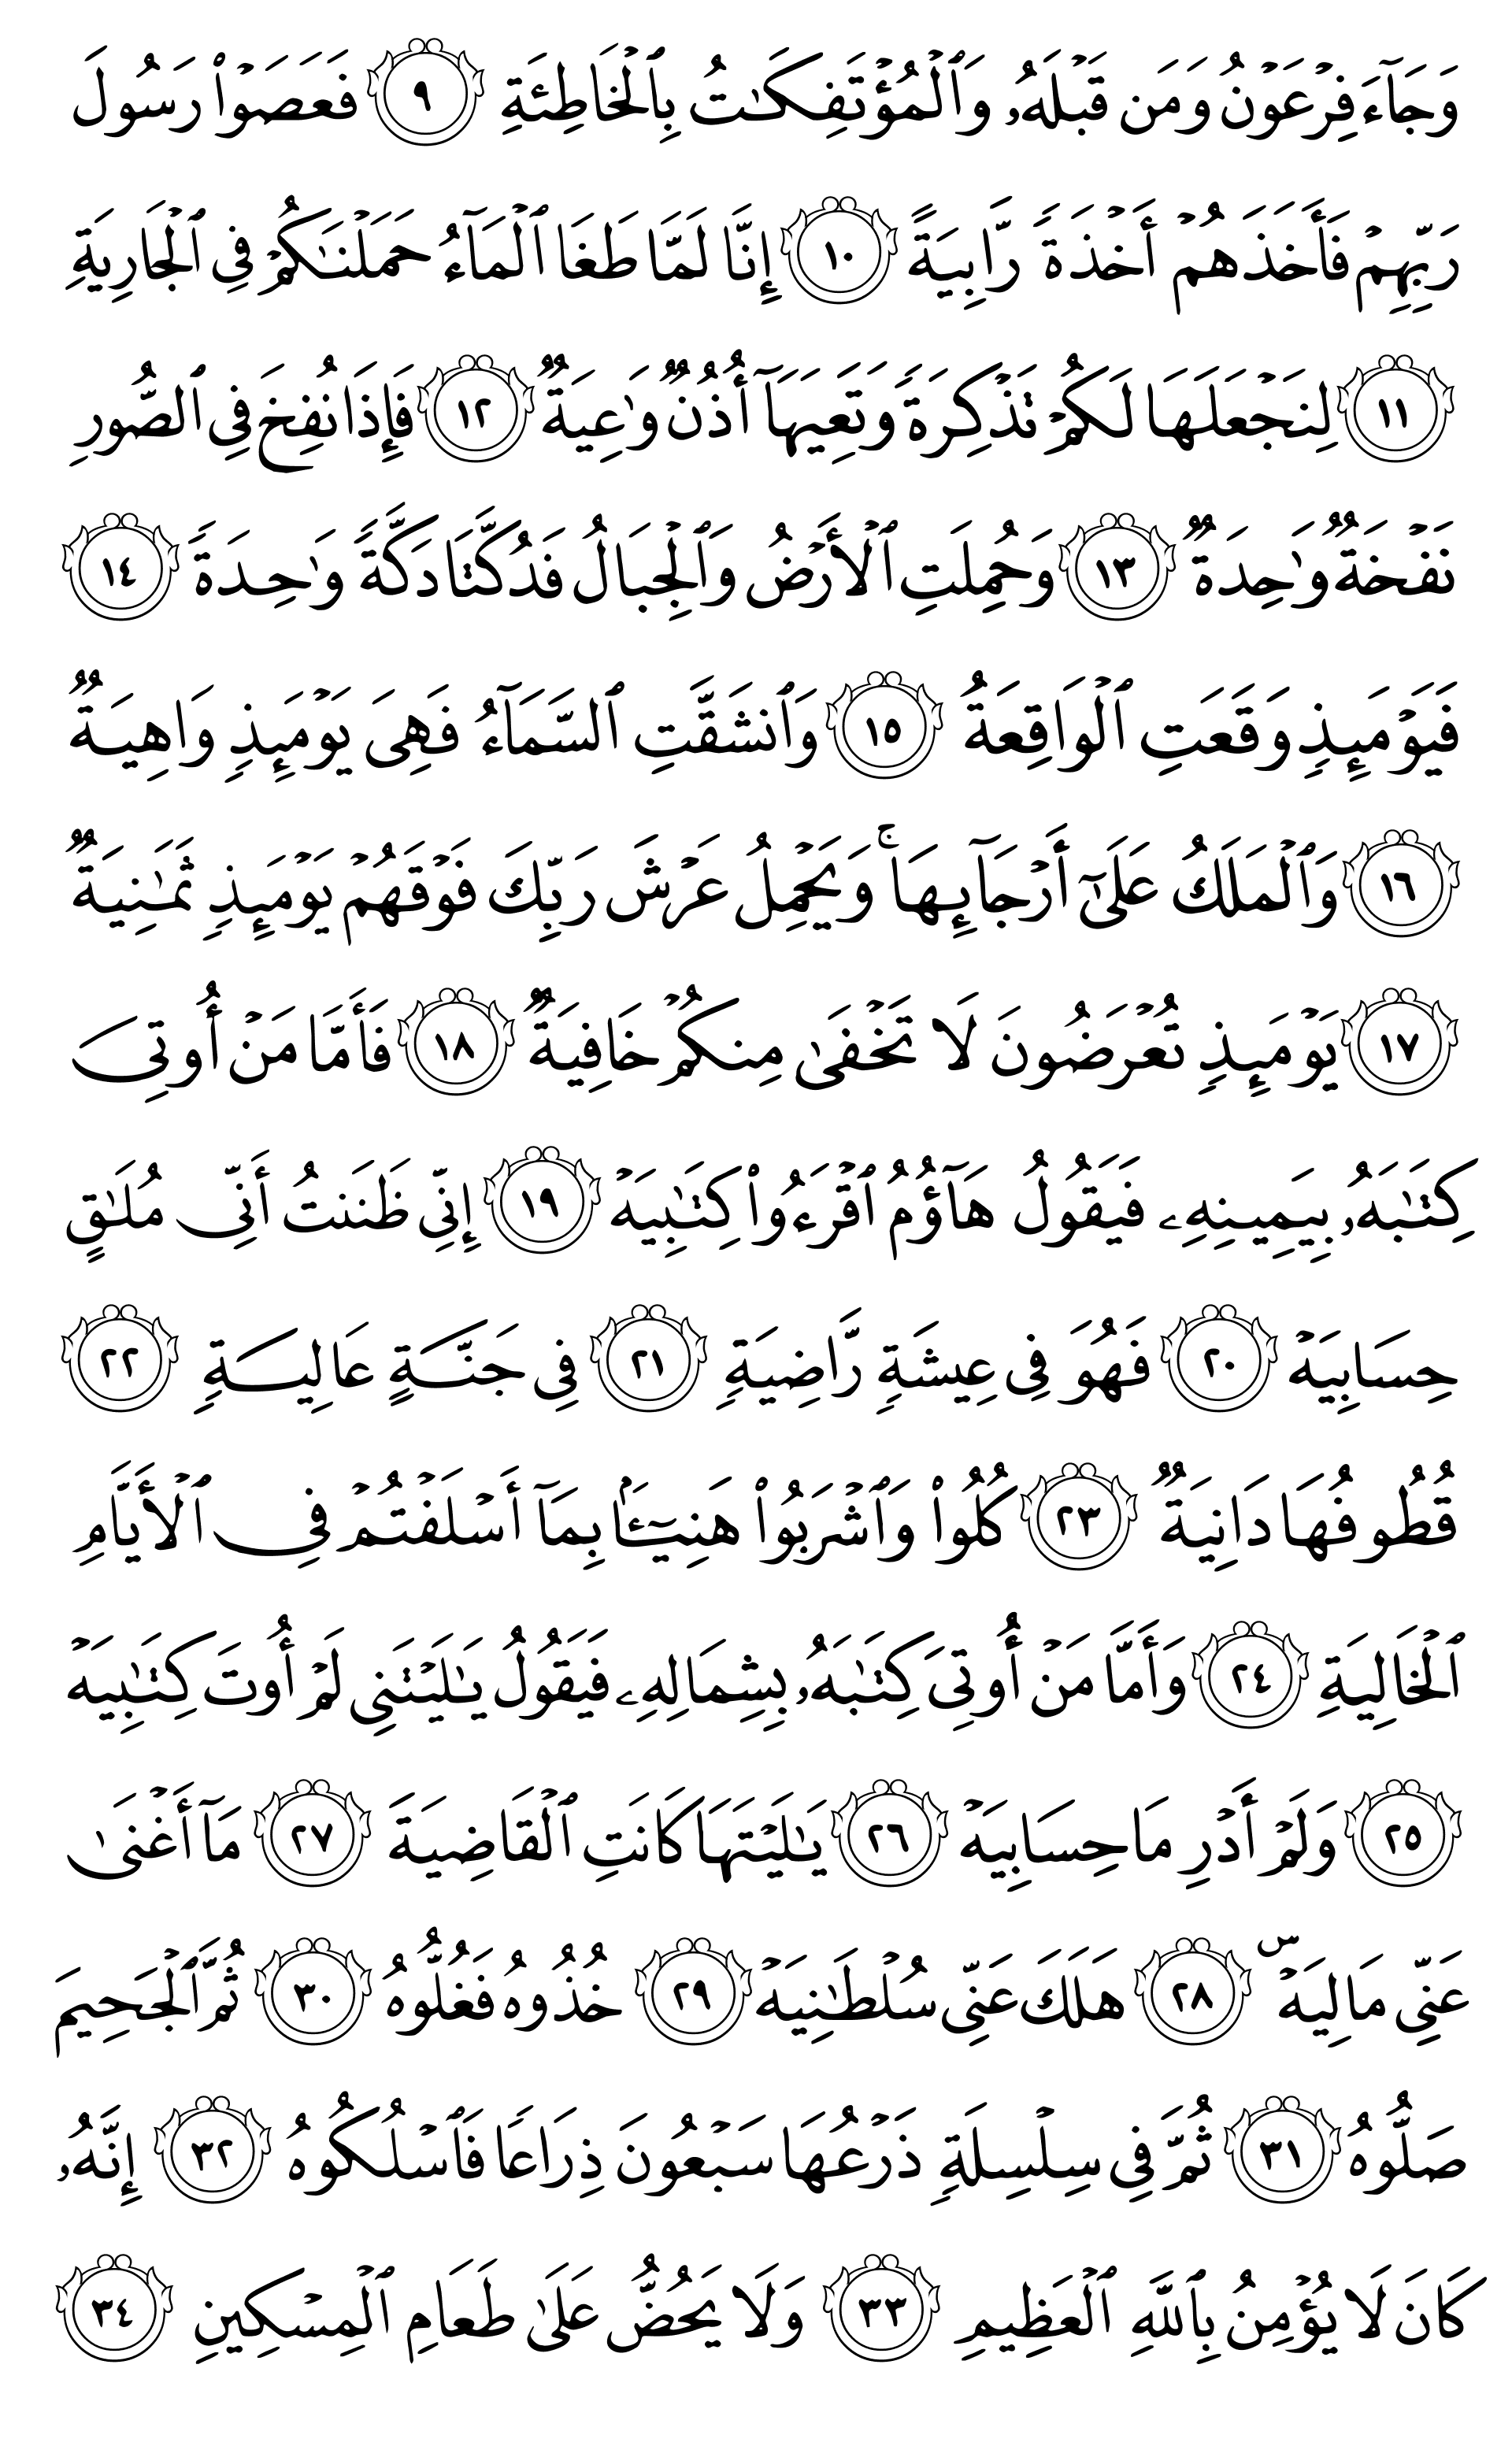 وَجَآءَ فِرْعَوْنُ وَمَن قَبْلَهُۥ وَٱلْمُؤْتَفِكَـٰتُ بِٱلْخَاطِئَةِ ٩ فَعَصَوْا۟ رَسُولَ
رَبِّهِمْ فَأَخَذَهُمْ أَخْذَةً رَّابِيَةً ١٠ إِنَّا لَمَّا طَغَا ٱلْمَآءُ حَمَلْنَـٰكُمْ فِى ٱلْجَارِيَةِ
١١ لِنَجْعَلَهَا لَكُمْ تَذْكِرَةً وَتَعِيَهَآ أُذُنٌ وَٰعِيَةٌ ١٢ فَإِذَا نُفِخَ فِى ٱلصُّورِ
نَفْخَةٌ وَٰحِدَةٌ ١٣ وَحُمِلَتِ ٱلْأَرْضُ وَٱلْجِبَالُ فَدُكَّتَا دَكَّةً وَٰحِدَةً ١٤
فَيَوْمَئِذٍ وَقَعَتِ ٱلْوَاقِعَةُ ١٥ وَٱنشَقَّتِ ٱلسَّمَآءُ فَهِىَ يَوْمَئِذٍ وَاهِيَةٌ
١٦ وَٱلْمَلَكُ عَلَىٰٓ أَرْجَآئِهَا ۚ وَيَحْمِلُ عَرْشَ رَبِّكَ فَوْقَهُمْ يَوْمَئِذٍ ثَمَـٰنِيَةٌ
١٧ يَوْمَئِذٍ تُعْرَضُونَ لَا تَخْفَىٰ مِنكُمْ خَافِيَةٌ ١٨ فَأَمَّا مَنْ أُوتِىَ
كِتَـٰبَهُۥ بِيَمِينِهِۦ فَيَقُولُ هَآؤُمُ ٱقْرَءُوا۟ كِتَـٰبِيَهْ ١٩ إِنِّى ظَنَنتُ أَنِّى مُلَـٰقٍ
حِسَابِيَهْ ٢٠ فَهُوَ فِى عِيشَةٍ رَّاضِيَةٍ ٢١ فِى جَنَّةٍ عَالِيَةٍ ٢٢
قُطُوفُهَا دَانِيَةٌ ٢٣ كُلُوا۟ وَٱشْرَبُوا۟ هَنِيٓـًٔۢا بِمَآ أَسْلَفْتُمْ فِى ٱلْأَيَّامِ
ٱلْخَالِيَةِ ٢٤ وَأَمَّا مَنْ أُوتِىَ كِتَـٰبَهُۥ بِشِمَالِهِۦ فَيَقُولُ يَـٰلَيْتَنِى لَمْ أُوتَ كِتَـٰبِيَهْ
٢٥ وَلَمْ أَدْرِ مَا حِسَابِيَهْ ٢٦ يَـٰلَيْتَهَا كَانَتِ ٱلْقَاضِيَةَ ٢٧ مَآ أَغْنَىٰ
عَنِّى مَالِيَهْ ۜ ٢٨ هَلَكَ عَنِّى سُلْطَـٰنِيَهْ ٢٩ خُذُوهُ فَغُلُّوهُ ٣٠ ثُمَّ ٱلْجَحِيمَ
صَلُّوهُ ٣١ ثُمَّ فِى سِلْسِلَةٍ ذَرْعُهَا سَبْعُونَ ذِرَاعًا فَٱسْلُكُوهُ ٣٢ إِنَّهُۥ
كَانَ لَا يُؤْمِنُ بِٱللَّهِ ٱلْعَظِيمِ ٣٣ وَلَا يَحُضُّ عَلَىٰ طَعَامِ ٱلْمِسْكِينِ ٣٤